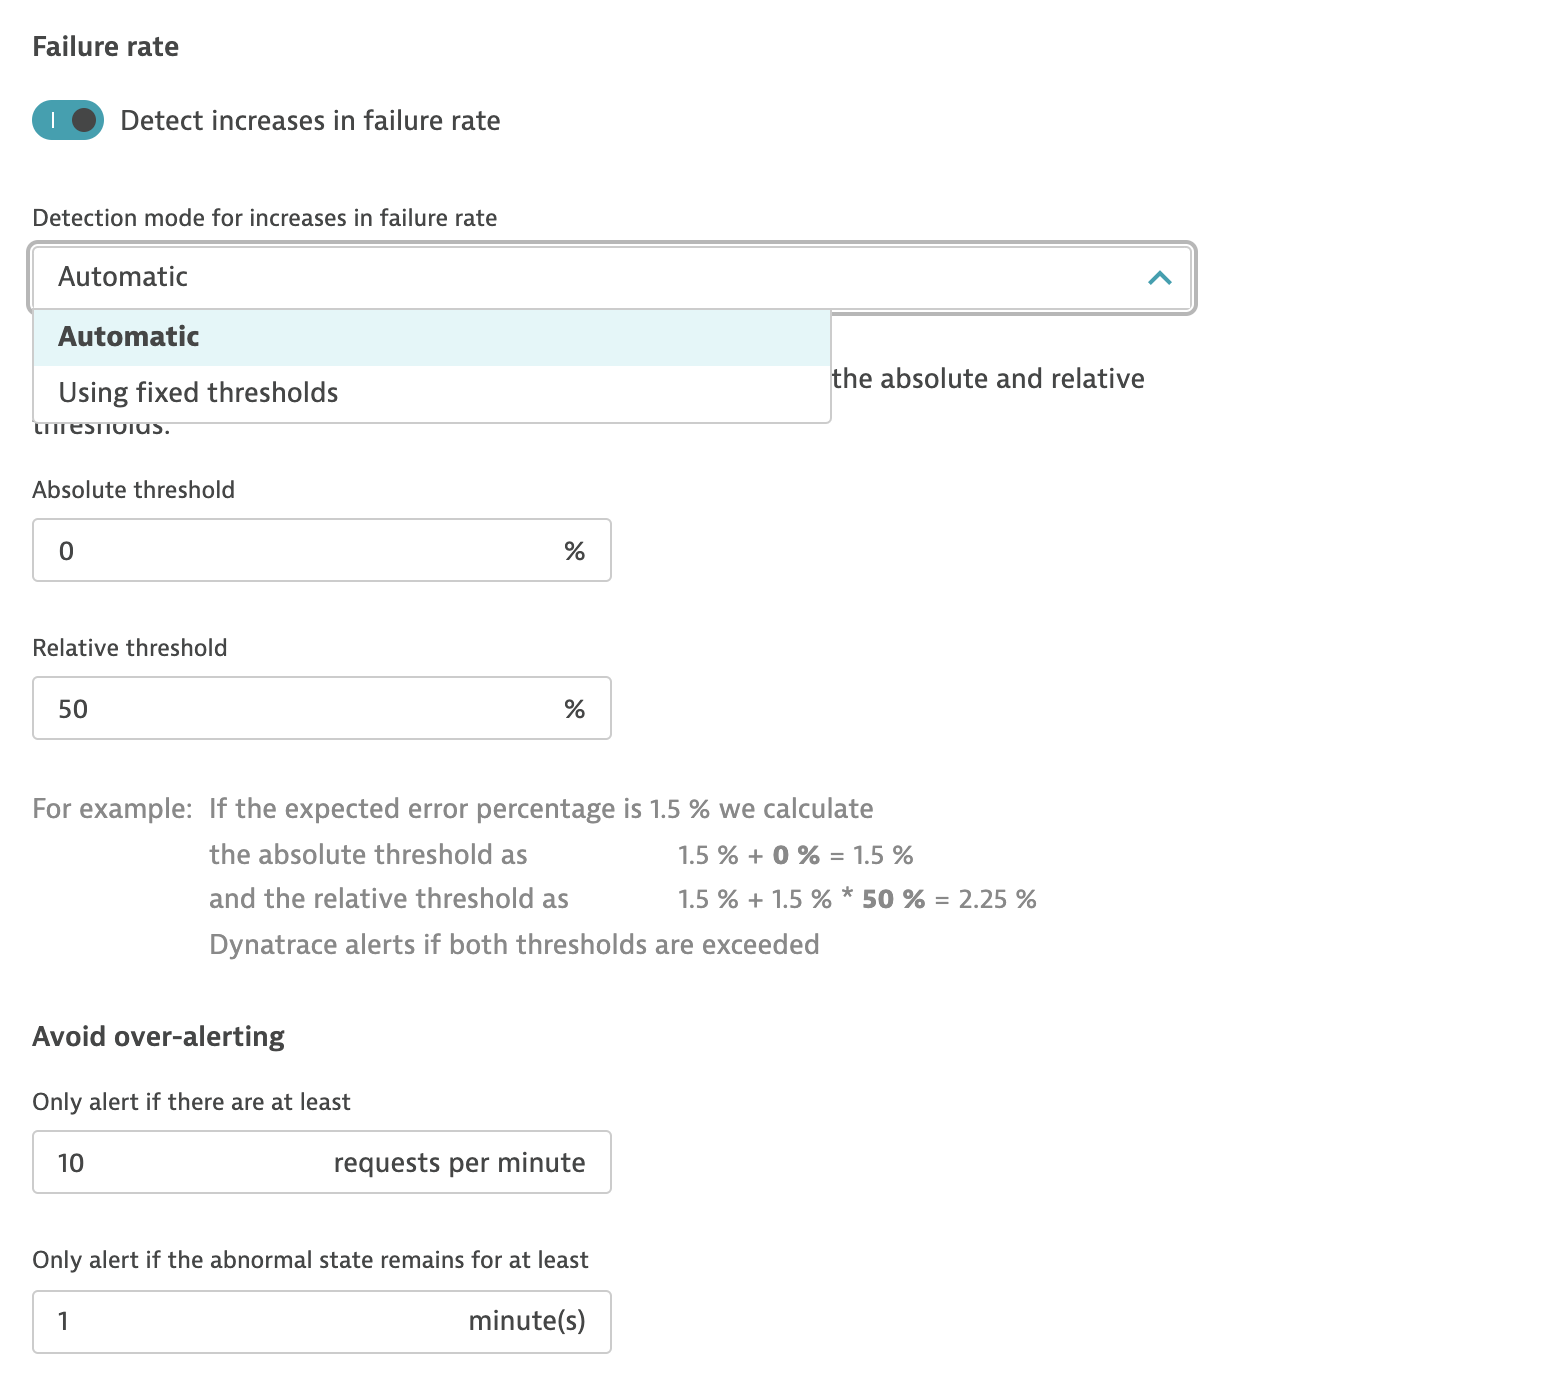 Failure rate
Detect increases in failure rate
Detection mode for increases in failure rate
Automatic
Automatic
Using fixed thresholds
the absolute and relative
thresholds.
Absolute threshold
0 %
Relative threshold
50 %
For example: If the expected error percentage is 1.5 % we calculate
the absolute threshold as 1.5 % + 0 % = 1.5 %
and the relative threshold as 1.5 % + 1.5 % * 50 % = 2.25 %
Dynatrace alerts if both thresholds are exceeded
Avoid over-alerting
Only alert if there are at least
10 requests per minute
Only alert if the abnormal state remains for at least
1 minute(s)